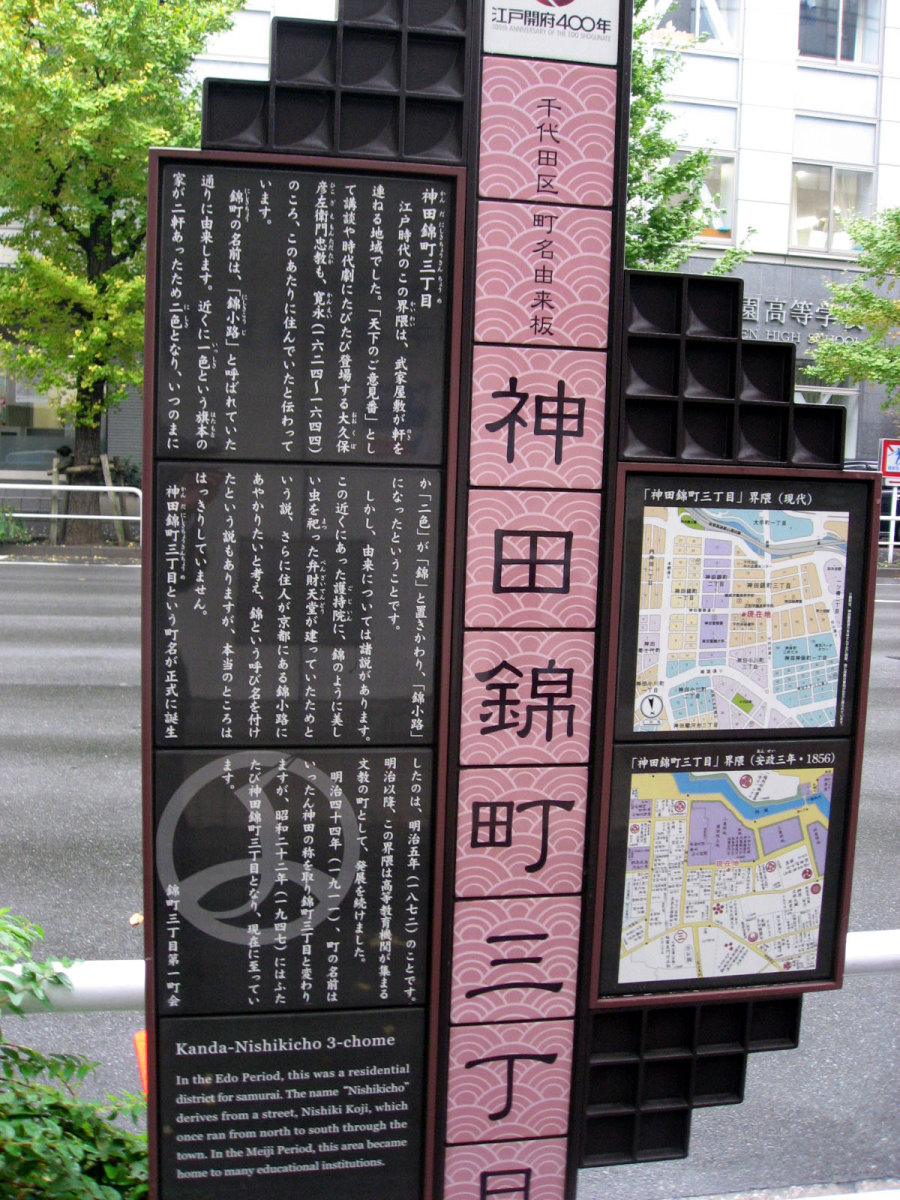 江戸開府400年
400TH ANNIVERSARY OF THE EDO SHOGUNATE
千代田区
町名由来板
神田錦町三丁目
神田錦町三丁目
江戸時代のこの界隈は、武家屋敷が軒を
連ねる地域でした。「天下のご意見番」とし
て講談や時代劇にたびたび登場する大久保
彦左衛門忠教も、寛永(一六二四〜一六四四)
のころ、このあたりに住んでいたと伝わって
います。
錦町の名前は、「錦小路」と呼ばれていた
通りに由来します。近くに一色という旗本の
家が二軒あったため二色となり、いつのまに
か「二色」が「錦」と置きかわり、「錦小路」
になったということです。
しかし、由来については諸説があります。
この近くにあった護持院に、錦のように美し
い虫を祀った弁財天堂が建っていたためと
いう説、さらに住人が京都にある錦小路に
あやかりたいと考え、錦という呼び名を付け
たという説もありますが、本当のところは
はっきりしていません。
神田錦町三丁目という町名が正式に誕生
したのは、明治五年(一八七二)のことです。
明治以降、この界隈は高等教育機関が集まる
文教の町として、発展を続けました。
明治四十四年(一九一一)、町の名前は
いったん神田の称を取り錦町三丁目と変わり
ますが、昭和二十二年(一九四七)にはふた
たび神田錦町三丁目となり、現在に至ってい
ます。
錦町三丁目第一町会
Kanda-Nishikicho 3-chome
In the Edo Period, this was a residential
district for samurai. The name "Nishikicho"
derives from a street, Nishiki Koji, which
once ran from north to south through the
town. In the Meiji Period, this area became
home to many educational institutions.
「神田錦町三丁目」界隈(現代)
現在地
「神田錦町三丁目」界隈(安政三年・1856)
現在地
園高等学校
EN HIGH SCHOOL